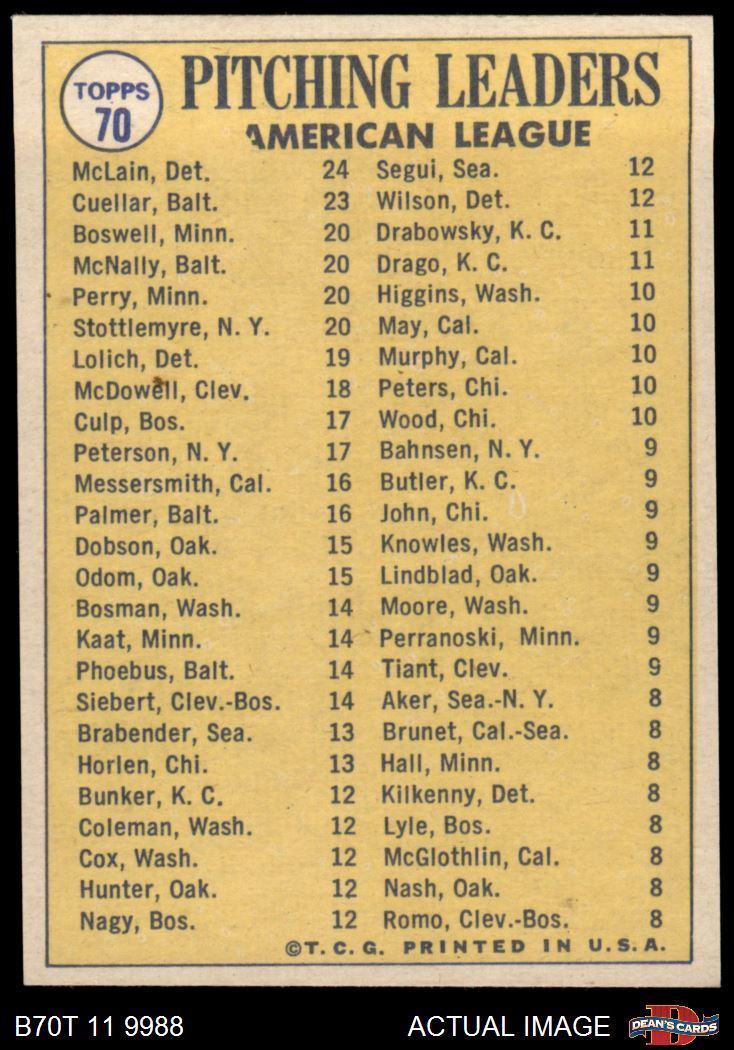 TOPPS
70
PITCHING LEADERS
AMERICAN LEAGUE
McLain, Det. 24
Cuellar, Balt. 23
Boswell, Minn. 20
McNally, Balt. 20
Perry, Minn. 20
Stottlemyre, N. Y. 20
Lolich, Det. 19
McDowell, Clev. 18
Culp, Bos. 17
Peterson, N. Y. 17
Messersmith, Cal. 16
Palmer, Balt. 16
Dobson, Oak. 15
Odom, Oak. 15
Bosman, Wash. 14
Kaat, Minn. 14
Phoebus, Balt. 14
Siebert, Clev.-Bos. 14
Brabender, Sea. 13
Horlen, Chi. 13
Bunker, K. C. 12
Coleman, Wash. 12
Cox, Wash. 12
Hunter, Oak. 12
Nagy, Bos. 12
Segui, Sea. 12
Wilson, Det. 12
Drabowsky, K. C. 11
Drago, K. C. 11
Higgins, Wash. 10
May, Cal. 10
Murphy, Cal. 10
Peters, Chi. 10
Wood, Chi. 10
Bahnsen, N. Y. 9
Butler, K. C. 9
John, Chi. 9
Knowles, Wash. 9
Lindblad, Oak. 9
Moore, Wash. 9
Perranoski, Minn. 9
Tiant, Clev. 9
Aker, Sea.-N. Y. 8
Brunet, Cal.-Sea. 8
Hall, Minn. 8
Kilkenny, Det. 8
Lyle, Bos. 8
McGlothlin, Cal. 8
Nash, Oak. 8
Romo, Clev.-Bos. 8
©T. C. G. PRINTED IN U. S. A.
B70T 11 9988
ACTUAL IMAGE
D
DEAN'S CARDS